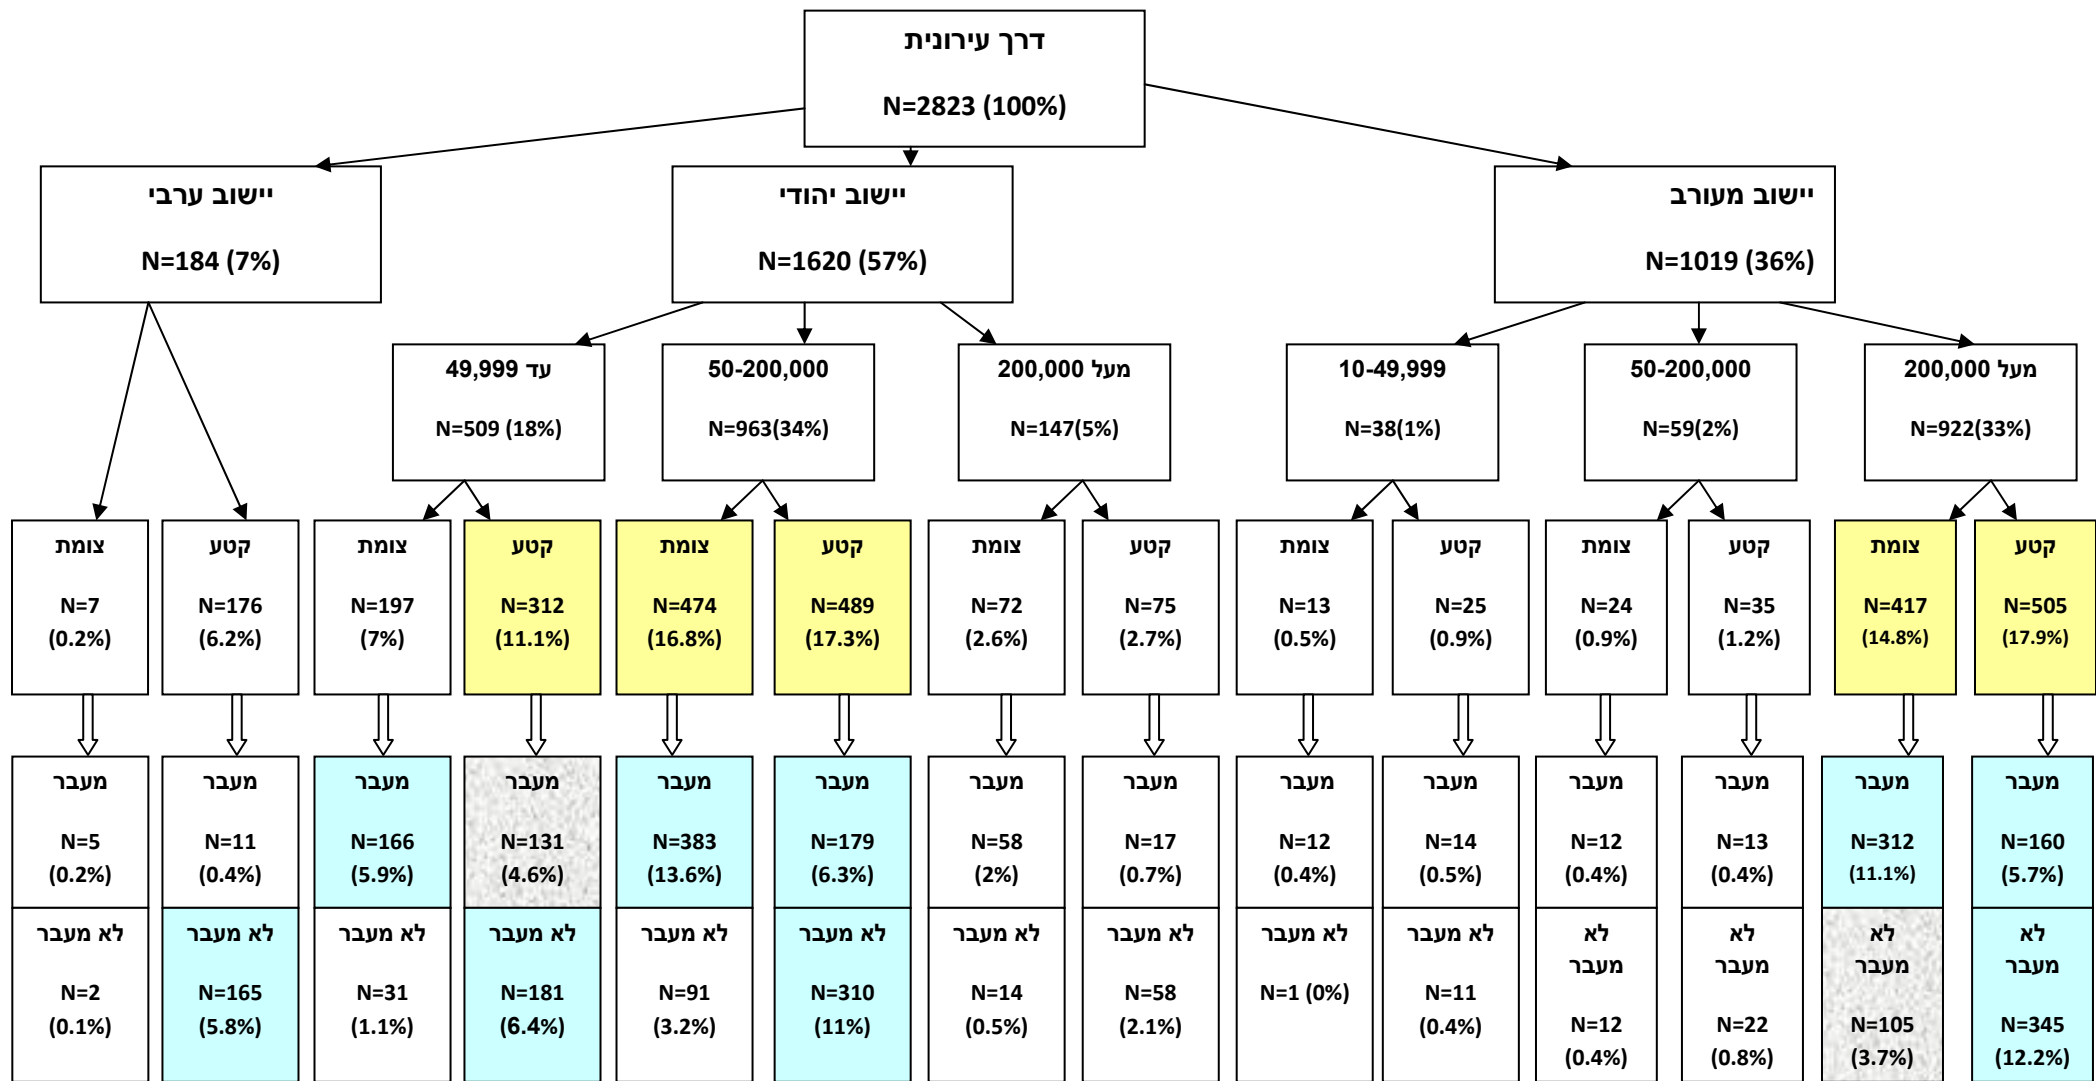 דרך עירונית
N=2823 (100%)
יישוב ערבי
N=184 (7%)
יישוב יהודי
N=1620 (57%)
יישוב מעורב
N=1019 (36%)
עד 49,999
N=509 (18%)
50-200,000
N=963(34%)
מעל 200,000
N=147(5%)
10-49,999
N=38(1%)
50-200,000
N=59(2%)
מעל 200,000
N=922(33%)
צומת
N=7
(0.2%)
קטע
N=176
(6.2%)
צומת
N=197
(7%)
קטע
N=312
(11.1%)
צומת
N=474
(16.8%)
קטע
N=489
(17.3%)
צומת
N=72
(2.6%)
קטע
N=75
(2.7%)
צומת
N=13
(0.5%)
קטע
N=25
(0.9%)
צומת
N=24
(0.9%)
קטע
N=35
(1.2%)
צומת
N=417
(14.8%)
קטע
N=505
(17.9%)
מעבר
N=5
(0.2%)
מעבר
N=11
(0.4%)
מעבר
N=166
(5.9%)
מעבר
N=131
(4.6%)
מעבר
N=383
(13.6%)
מעבר
N=179
(6.3%)
מעבר
N=58
(2%)
מעבר
N=17
(0.7%)
מעבר
N=12
(0.4%)
מעבר
N=14
(0.5%)
מעבר
N=12
(0.4%)
מעבר
N=13
(0.4%)
מעבר
N=312
(11.1%)
מעבר
N=160
(5.7%)
לא מעבר
N=2
(0.1%)
לא מעבר
N=165
(5.8%)
לא מעבר
N=31
(1.1%)
לא מעבר
N=181
(6.4%)
לא מעבר
N=91
(3.2%)
לא מעבר
N=310
(11%)
לא מעבר
N=14
(0.5%)
לא מעבר
N=58
(2.1%)
לא מעבר
N=1 (0%)
לא מעבר
N=11
(0.4%)
לא
מעבר
N=12
(0.4%)
לא
מעבר
N=22
(0.8%)
לא
מעבר
N=105
(3.7%)
לא
מעבר
N=345
(12.2%)